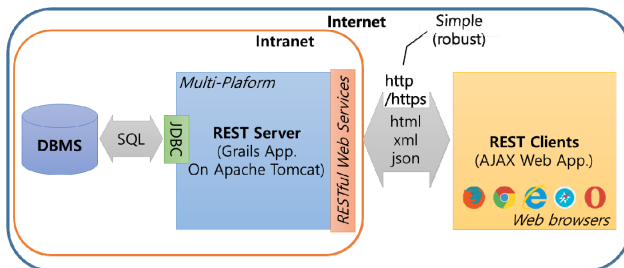 Internet
Simple
(robust)
Intranet
Multi-Plaform
http
/https
html
xml
json
DBMS
SQL
JDBC
REST Server
(Grails App.
On Apache Tomcat)
RESTful Web Services
REST Clients
(AJAX Web App.)
Web browsers